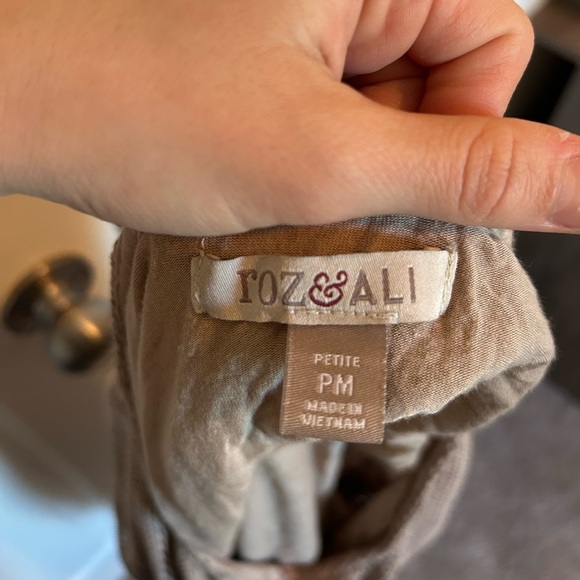 roz&ALI
PETITE
PM
MADE IN
VIETNAM